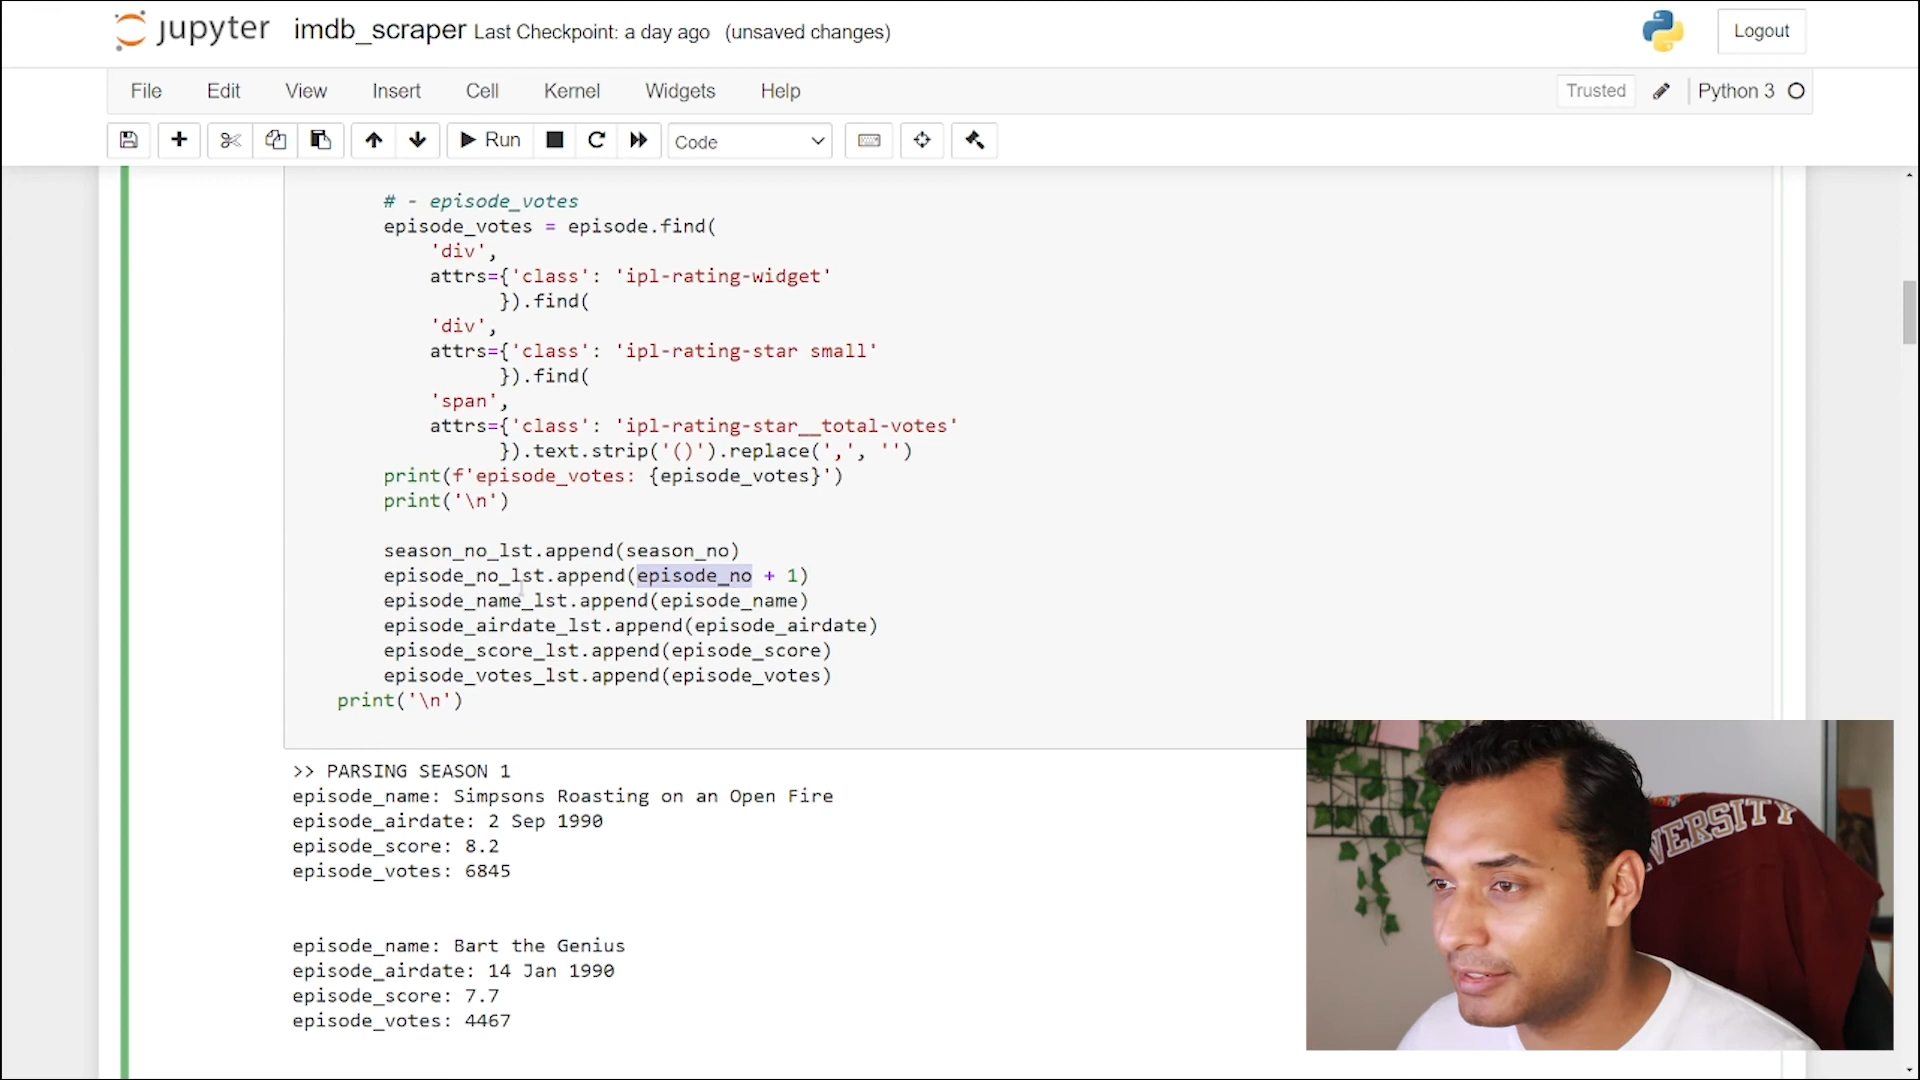 jupyter imdb_scraper Last Checkpoint: a day ago (unsaved changes) Logout
File Edit View Insert Cell Kernel Widgets Help Trusted Python 3
Run Code
# - episode_votes
episode_votes = episode.find(
'div',
attrs={'class': 'ipl-rating-widget'
}).find(
'div',
attrs={'class': 'ipl-rating-star small'
}).find(
'span',
attrs={'class': 'ipl-rating-star__total-votes'
}).text.strip('()').replace(',', '')
print(f'episode_votes: {episode_votes}')
print('\n')
season_no_lst.append(season_no)
episode_no_lst.append(episode_no + 1)
episode_name_lst.append(episode_name)
episode_airdate_lst.append(episode_airdate)
episode_score_lst.append(episode_score)
episode_votes_lst.append(episode_votes)
print('\n')
>> PARSING SEASON 1
episode_name: Simpsons Roasting on an Open Fire
episode_airdate: 2 Sep 1990
episode_score: 8.2
episode_votes: 6845
episode_name: Bart the Genius
episode_airdate: 14 Jan 1990
episode_score: 7.7
episode_votes: 4467
VERSITY